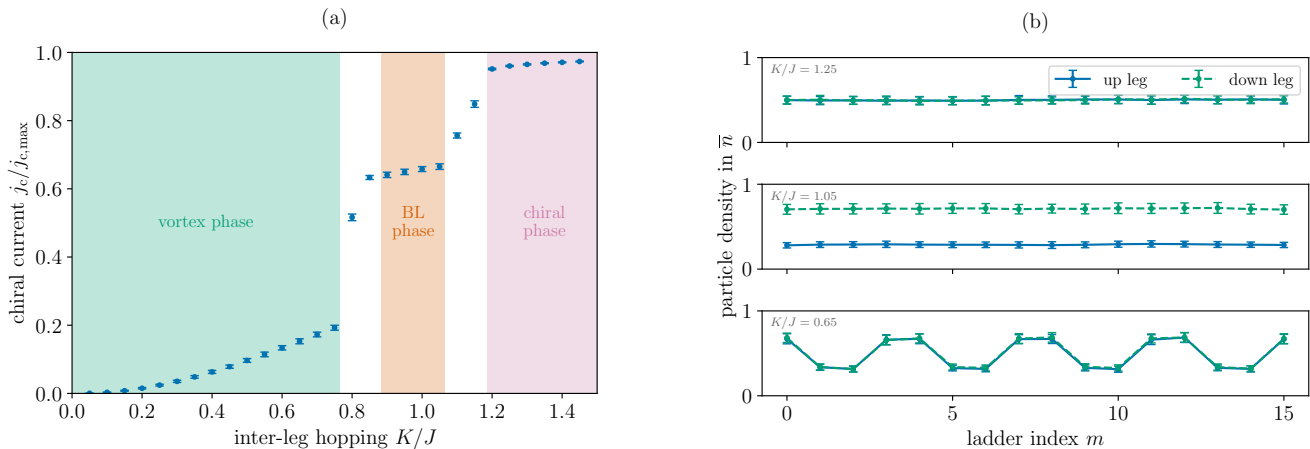 (a)
chiral current j_c/j_c,max
1.0
0.8
0.6
0.4
0.2
0.0
vortex phase
BL
phase
chiral
phase
0.0 0.2 0.4 0.6 0.8 1.0 1.2 1.4
inter-leg hopping K/J
(b)
particle density in n̅
1
K/J = 1.25
up leg
down leg
0
1
K/J = 1.05
0
1
K/J = 0.65
0
0 5 10 15
ladder index m